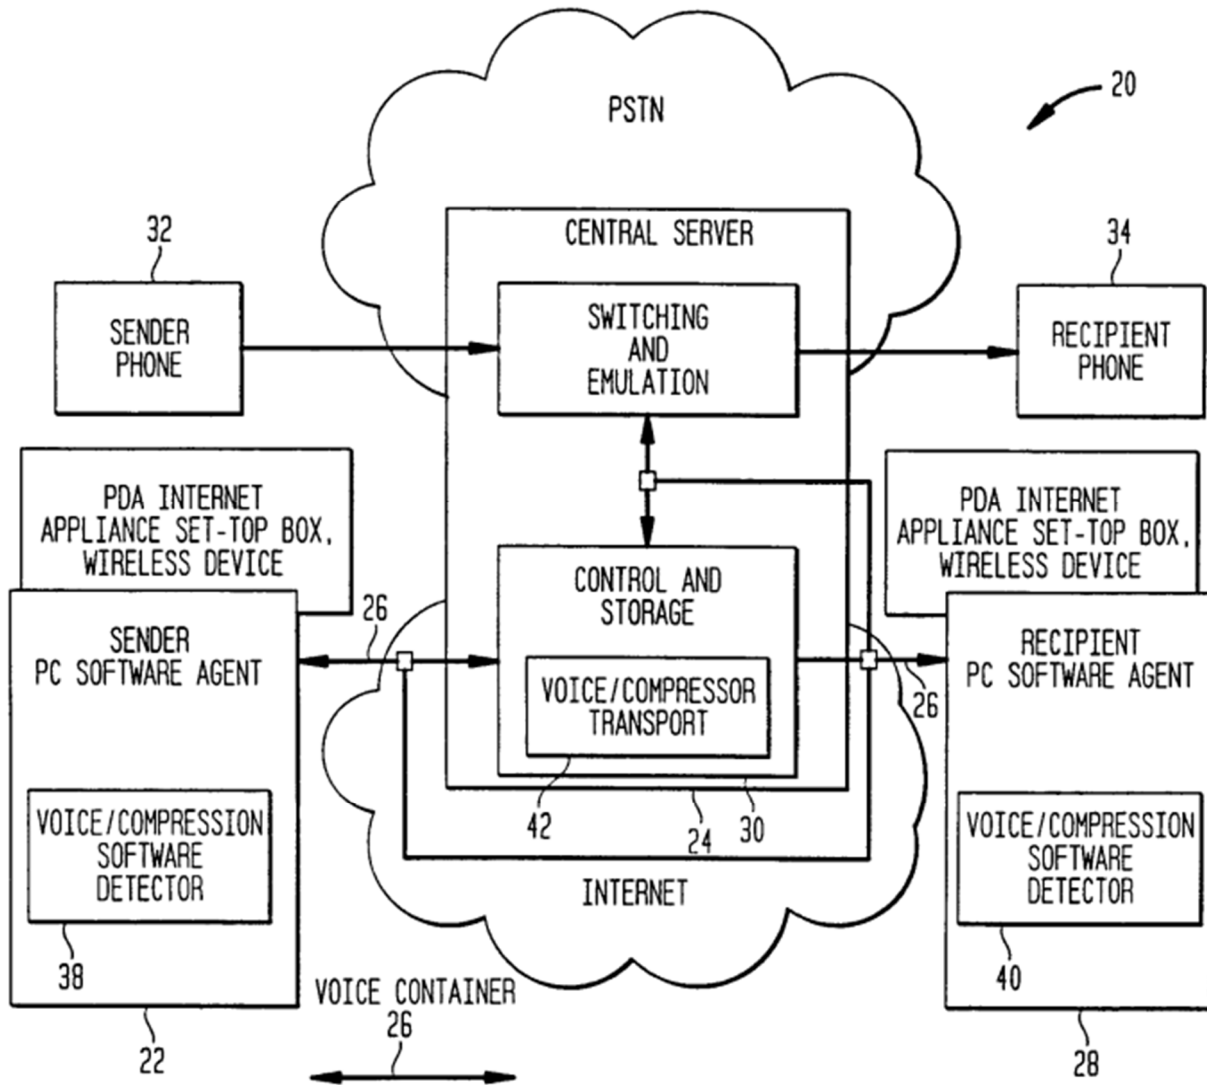 PSTN
20
CENTRAL SERVER
32
34
SENDER
PHONE
SWITCHING
AND
EMULATION
RECIPIENT
PHONE
PDA INTERNET
APPLIANCE SET-TOP BOX,
WIRELESS DEVICE
PDA INTERNET
APPLIANCE SET-TOP BOX,
WIRELESS DEVICE
CONTROL AND
STORAGE
SENDER
PC SOFTWARE AGENT
26
RECIPIENT
PC SOFTWARE AGENT
26
VOICE/COMPRESSOR
TRANSPORT
42
24
30
VOICE/COMPRESSION
SOFTWARE
DETECTOR
VOICE/COMPRESSION
SOFTWARE
DETECTOR
INTERNET
38
40
VOICE CONTAINER
26
22
28